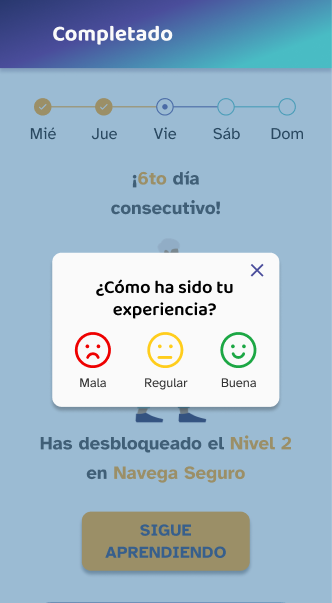 Completado
Mié Jue Vie Sáb Dom
¡6to día
consecutivo!
¿Cómo ha sido tu
experiencia?
Mala Regular Buena
Has desbloqueado el Nivel 2
en Navega Seguro
SIGUE
APRENDIENDO